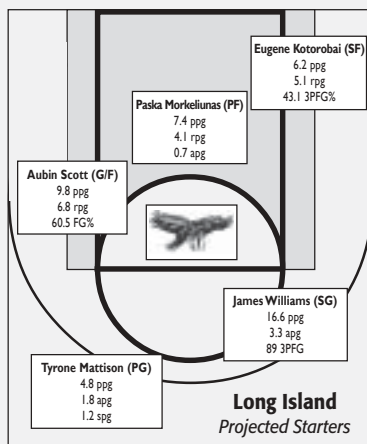 Eugene Kotorobai (SF)
6.2 ppg
5.1 rpg
43.1 3PFG%
Paska Morkeliunas (PF)
7.4 ppg
4.1 rpg
0.7 apg
Aubin Scott (G/F)
9.8 ppg
6.8 rpg
60.5 FG%
James Williams (SG)
16.6 ppg
3.3 apg
89 3PFG
Tyrone Mattison (PG)
4.8 ppg
1.8 apg
1.2 spg
Long Island
Projected Starters